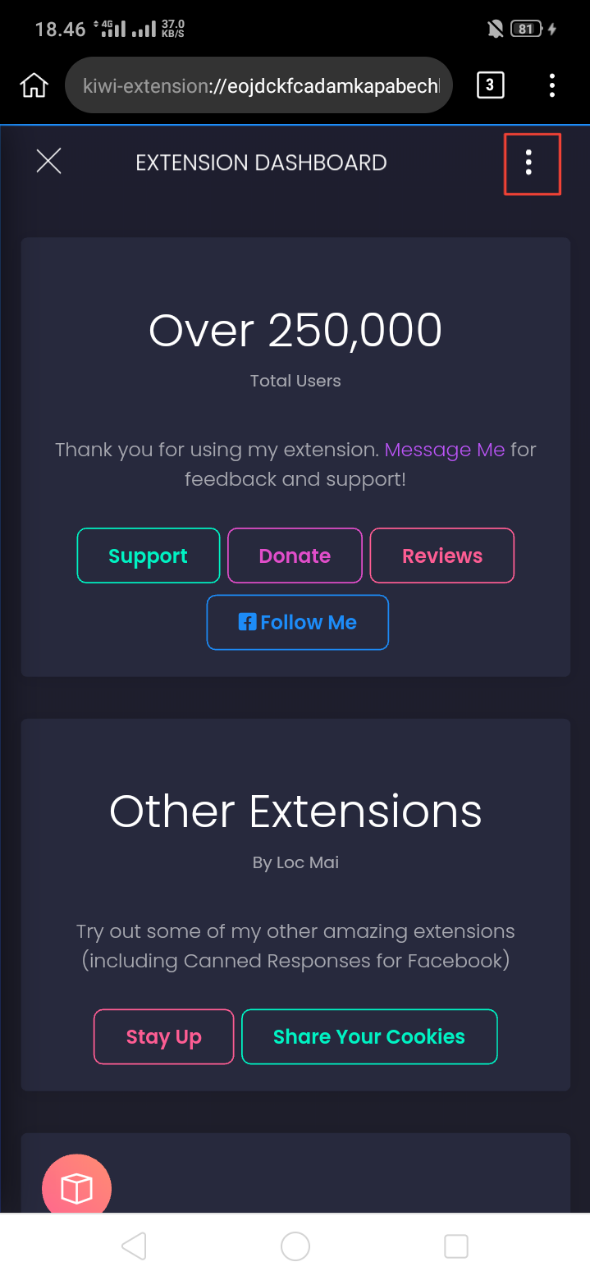 18.46 4G 37.0 KB/S 81
kiwi-extension://eojdckfcadamkapabechl
3
EXTENSION DASHBOARD
Over 250,000
Total Users
Thank you for using my extension. Message Me for
feedback and support!
Support Donate Reviews
Follow Me
Other Extensions
By Loc Mai
Try out some of my other amazing extensions
(including Canned Responses for Facebook)
Stay Up Share Your Cookies